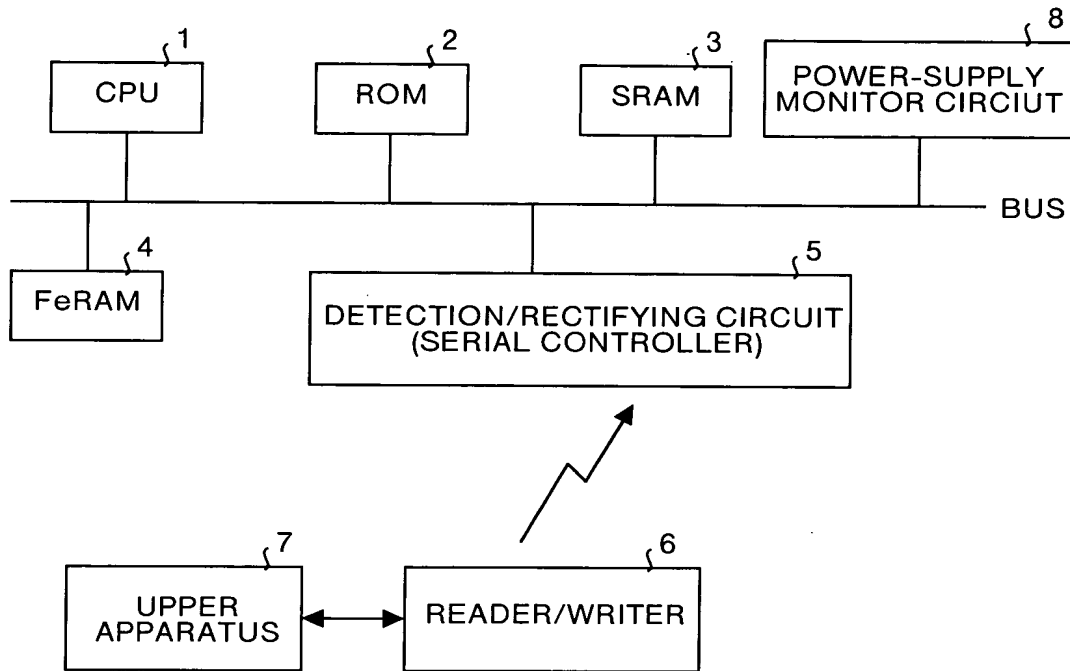 1
CPU
2
ROM
3
SRAM
8
POWER-SUPPLY
MONITOR CIRCIUT
BUS
4
FeRAM
5
DETECTION/RECTIFYING CIRCUIT
(SERIAL CONTROLLER)
7
UPPER
APPARATUS
6
READER/WRITER